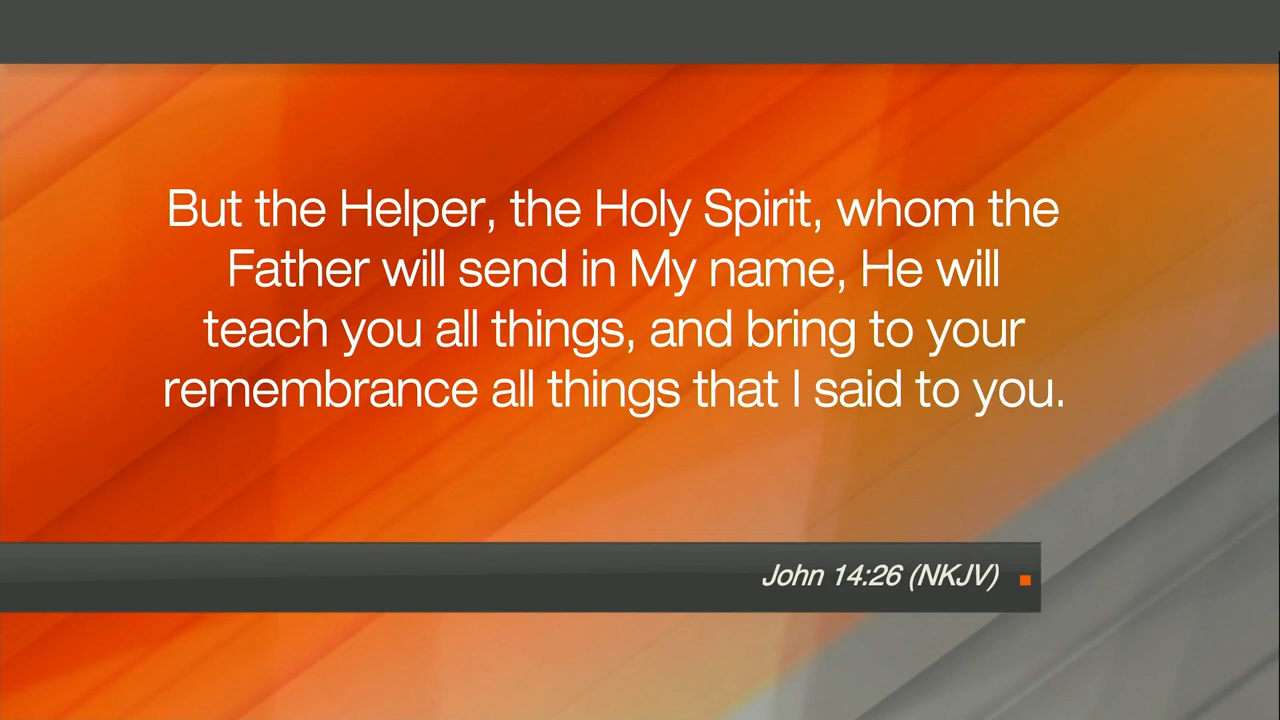 But the Helper, the Holy Spirit, whom the
Father will send in My name, He will
teach you all things, and bring to your
remembrance all things that I said to you.
John 14:26 (NKJV)